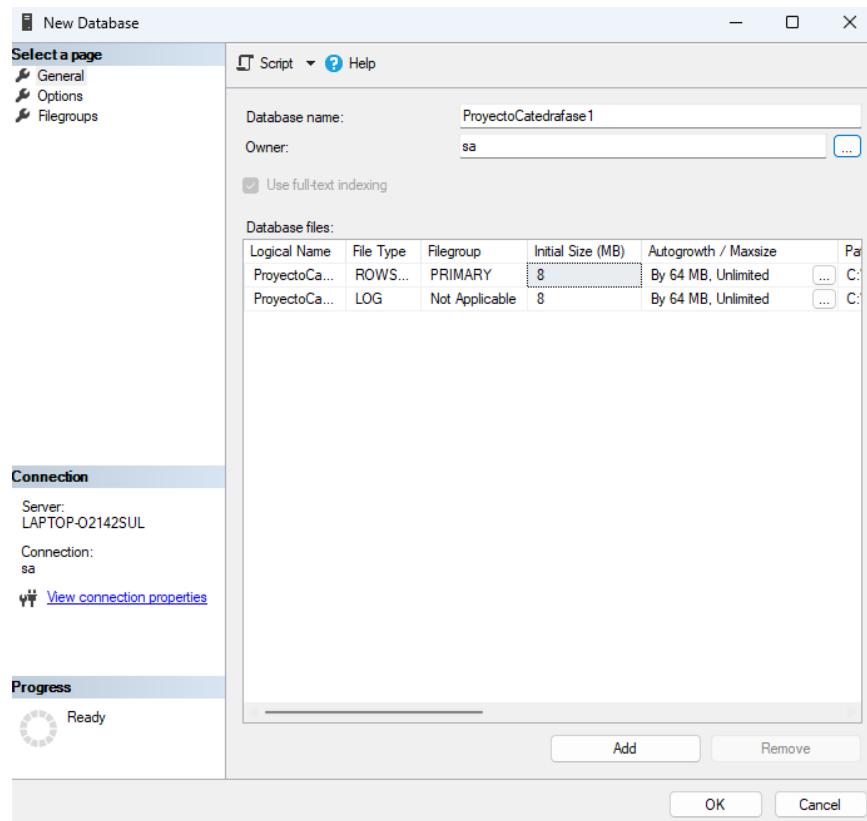 New Database
Select a page
General
Options
Filegroups
Script
Help
Database name:
ProyectoCatedrafase1
Owner:
sa
...
Use full-text indexing
Database files:
Logical Name File Type Filegroup Initial Size (MB) Autogrowth / Maxsize Pa
ProyectoCa... ROWS... PRIMARY 8 By 64 MB, Unlimited ... C:\
ProyectoCa... LOG Not Applicable 8 By 64 MB, Unlimited ... C:\
Connection
Server:
LAPTOP-O2142SUL
Connection:
sa
View connection properties
Progress
Ready
Add Remove
OK Cancel